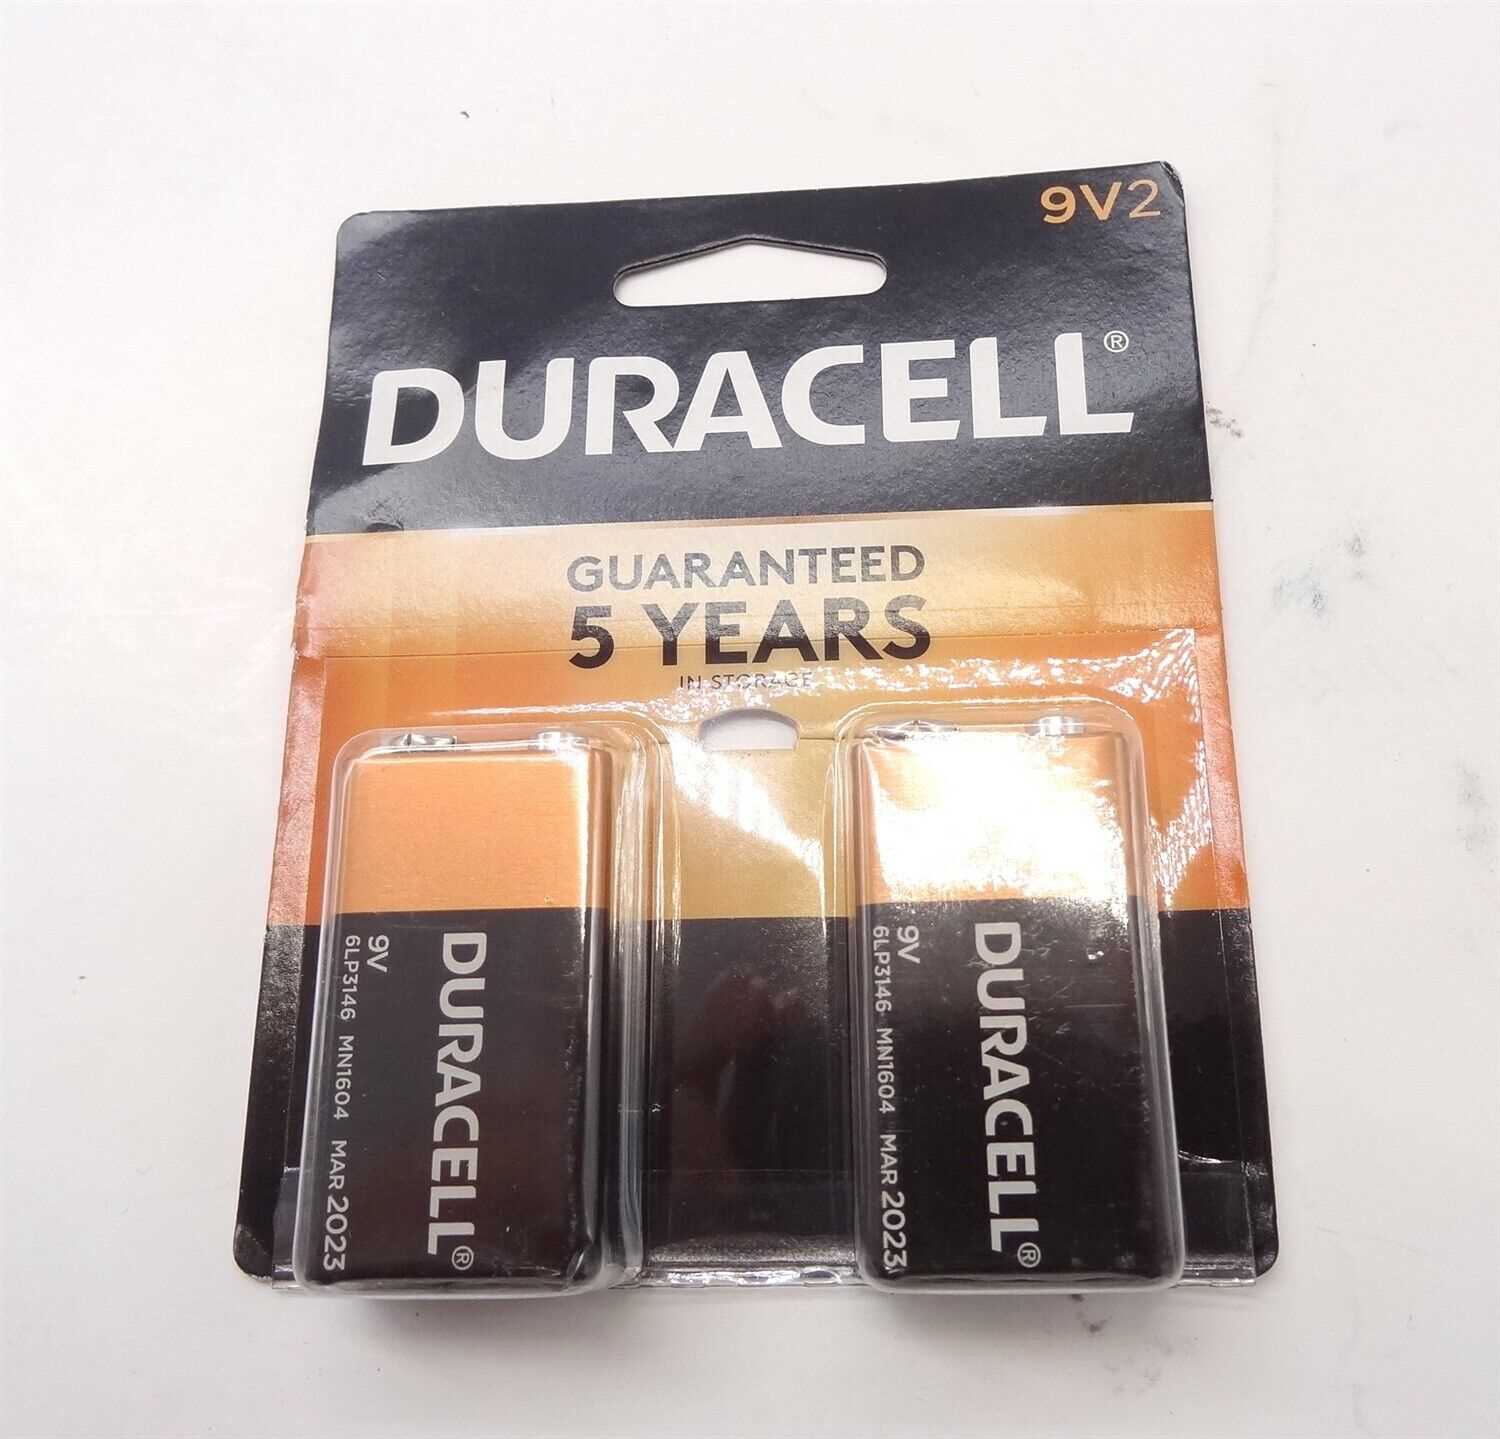 9V2
DURACELL®
GUARANTEED
5 YEARS
IN STORAGE
DURACELL®
9V
6LP3146 MN1604 MAR 2023
DURACELL®
9V
6LP3146 MN1604 MAR 2023